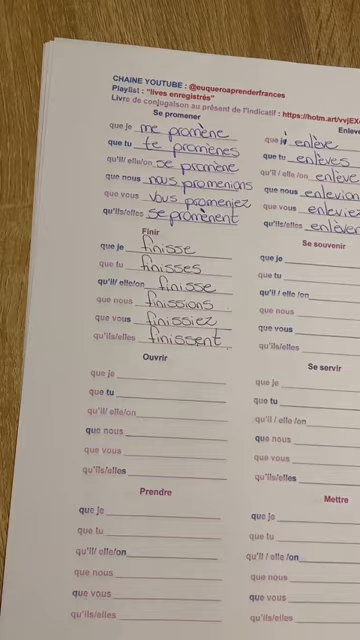 CHAINE YOUTUBE : @euqueroaprenderfrances
Playlist : "lives enregistrés"
Livre de conjugaison au présent de l'indicatif : https://hotm.art/vvjEX
Se promener
que je me promène
que tu te promènes
qu'il/ elle/on se promène
que nous nous promenions
que vous vous promeniez
qu'ils/elles se promènent
Finir
que je finisse
que tu finisses
qu'il/ elle/on finisse
que nous finissions
que vous finissiez
qu'ils/elles finissent
Ouvrir
que je
que tu
qu'il/ elle/on
que nous
que vous
qu'ils/elles
Prendre
que je
que tu
qu'il/ elle/on
que nous
que vous
qu'ils/elles
Enleve
que j' enlève
que tu enlèves
qu'il / elle /on enlève
que nous enlevion
que vous enlevie
qu'ils/elles enlèven
Se souvenir
que je
que tu
qu'il / elle /on
que nous
que vous
qu'ils/elles
Se servir
que je
que tu
qu'il / elle /on
que nous
que vous
qu'ils/elles
Mettre
que je
que tu
qu'il / elle /on
que nous
que vous
qu'ils/elles